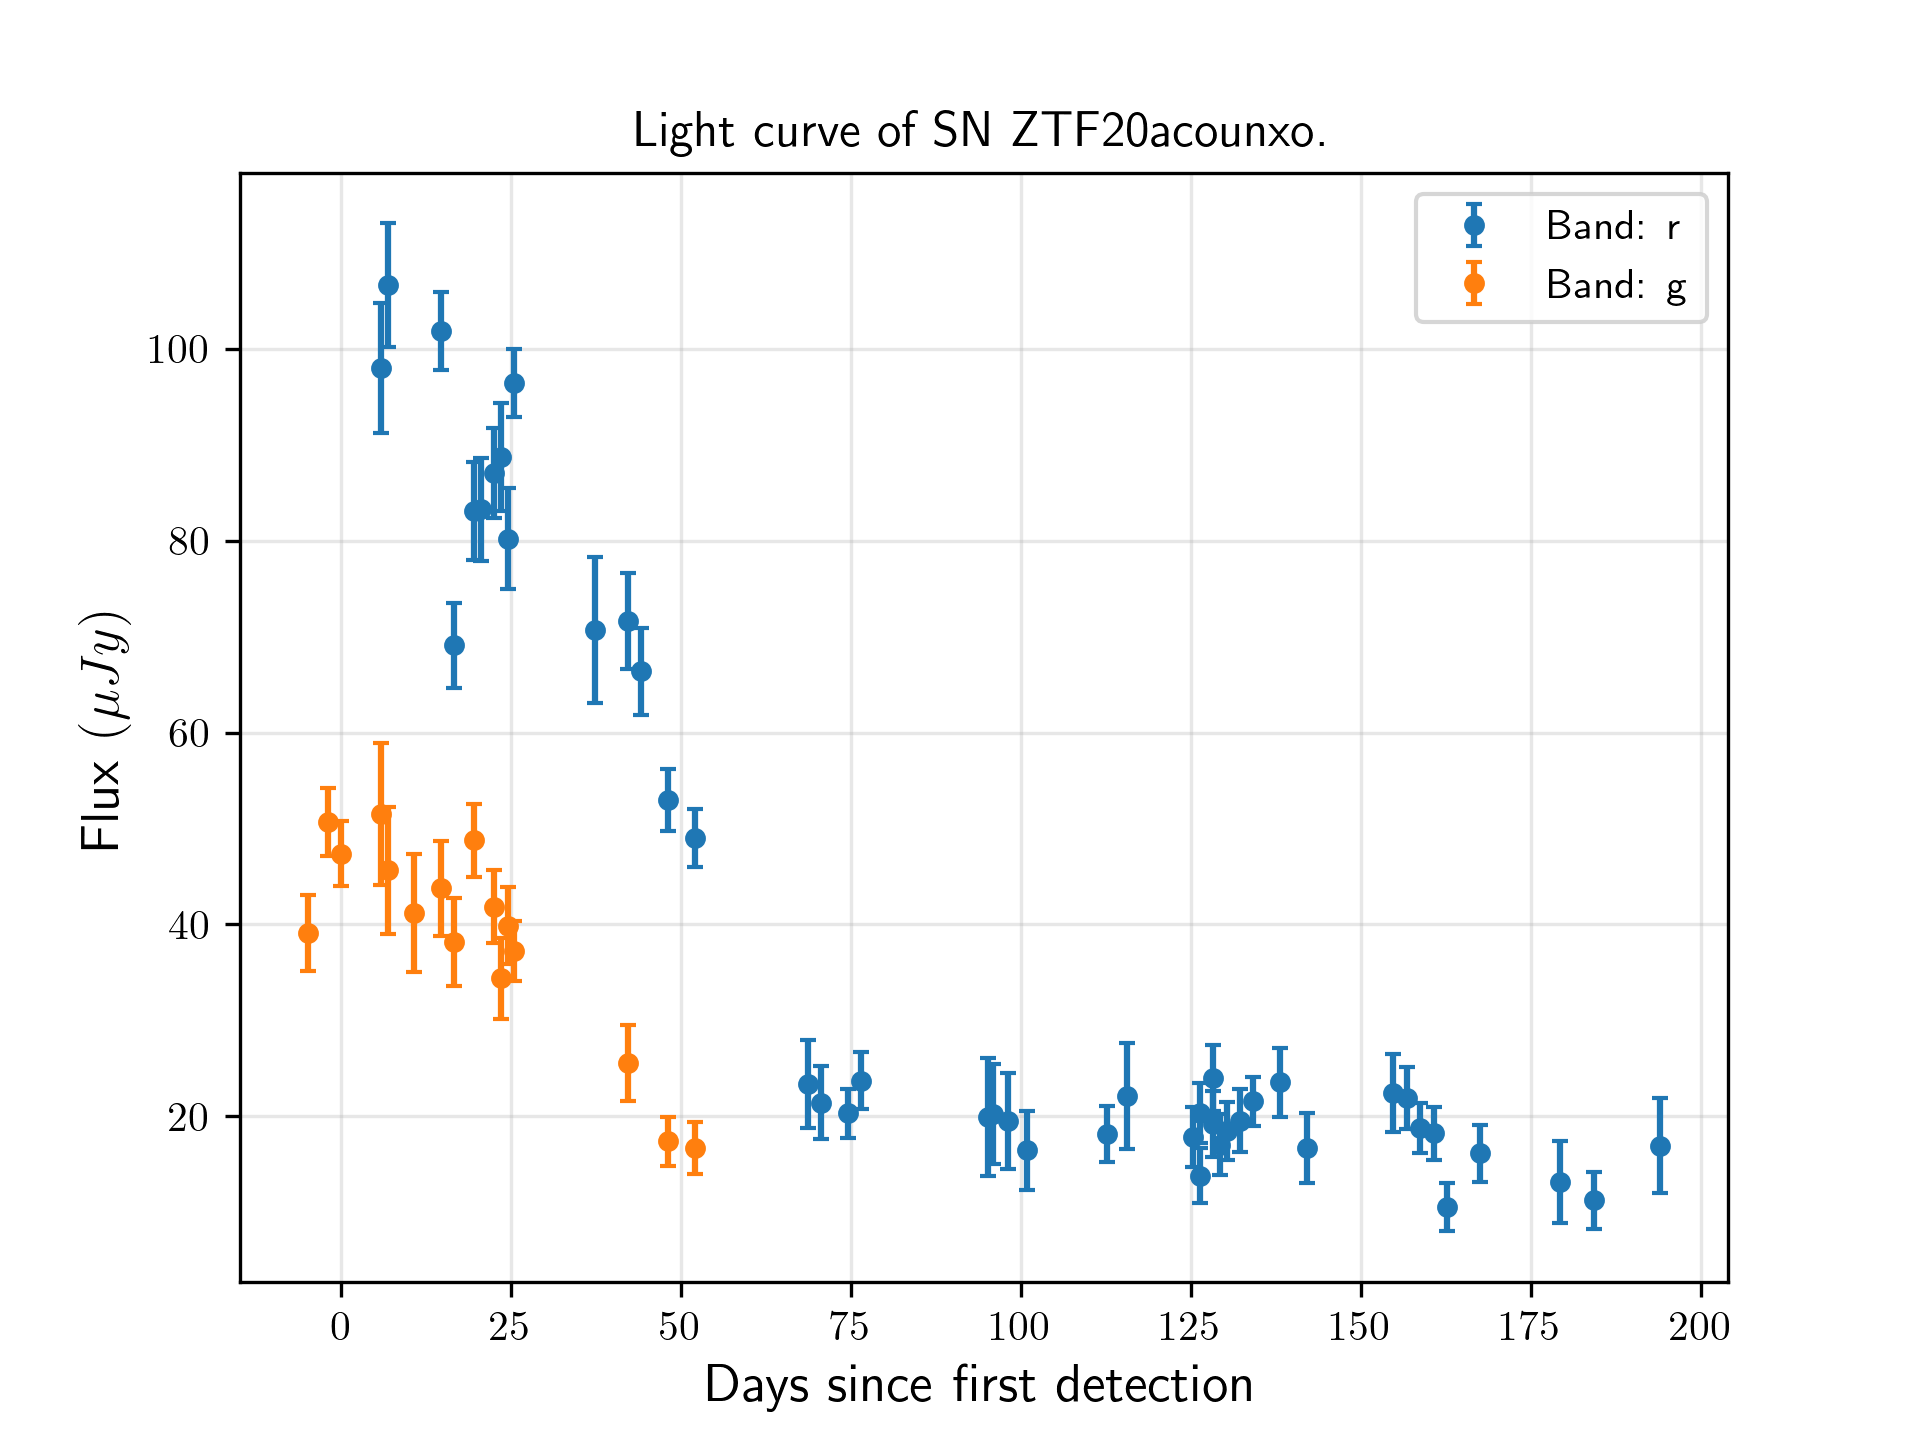 Light curve of SN ZTF20acounxo.
Band: r
Band: g
100
80
60
40
20
Flux (μJy)
0 25 50 75 100 125 150 175 200
Days since first detection